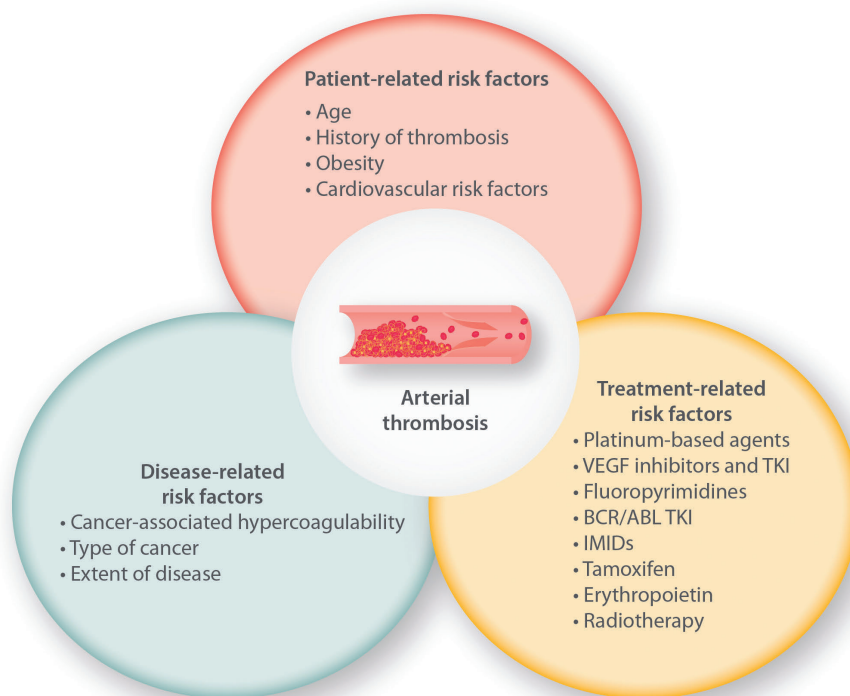 Patient-related risk factors
• Age
• History of thrombosis
• Obesity
• Cardiovascular risk factors
Arterial
thrombosis
Disease-related
risk factors
• Cancer-associated hypercoagulability
• Type of cancer
• Extent of disease
Treatment-related
risk factors
• Platinum-based agents
• VEGF inhibitors and TKI
• Fluoropyrimidines
• BCR/ABL TKI
• IMIDs
• Tamoxifen
• Erythropoietin
• Radiotherapy